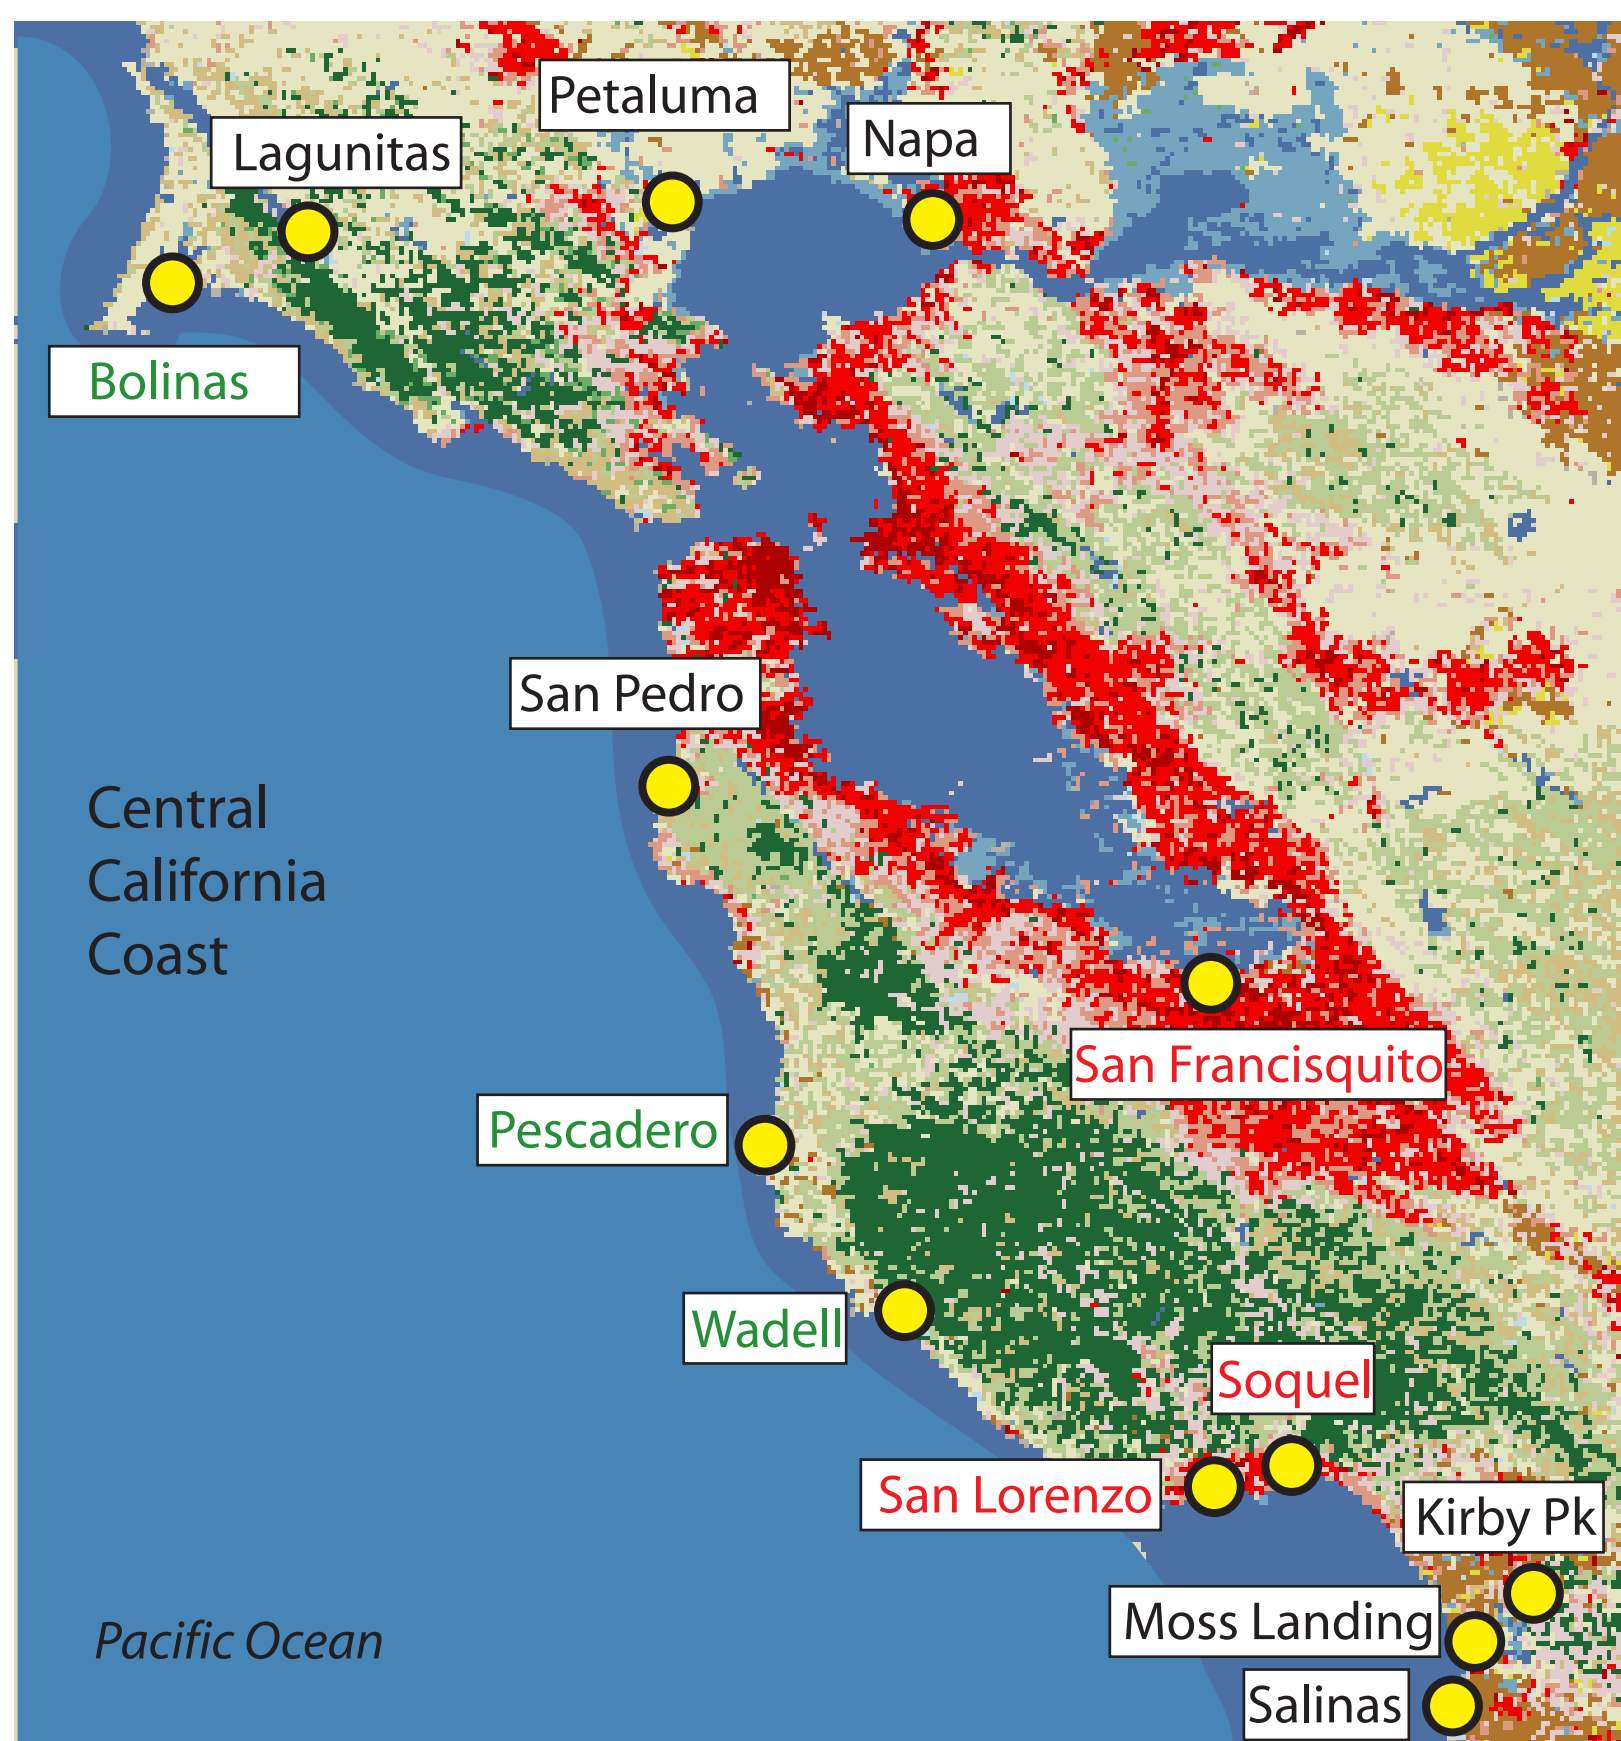 Petaluma
Napa
Lagunitas
Bolinas
San Pedro
Central
California
Coast
San Francisquito
Pescadero
Wadell
Soquel
San Lorenzo
Kirby Pk
Moss Landing
Pacific Ocean
Salinas